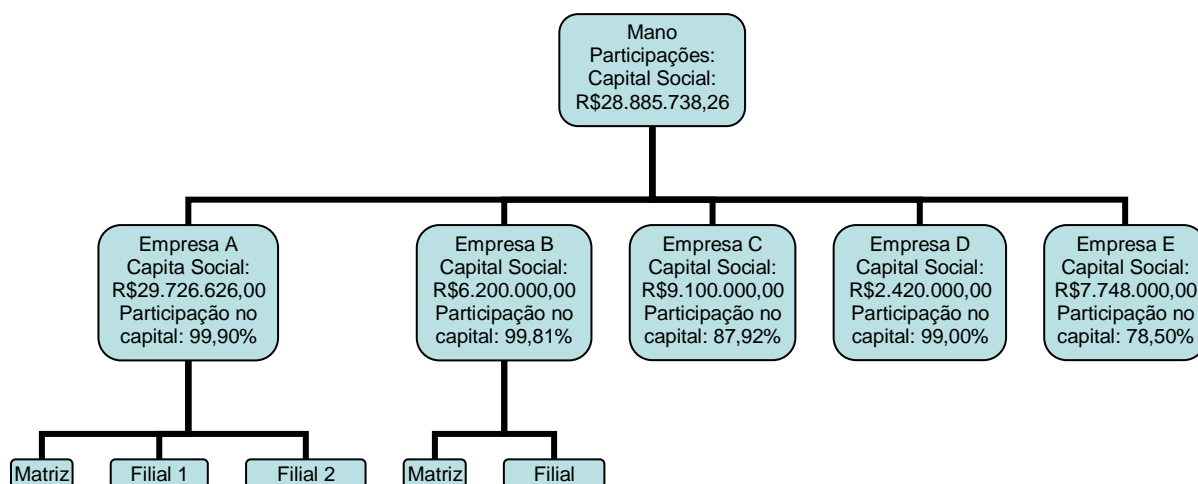 Mano
Participações:
Capital Social:
R$28.885.738,26
Empresa A
Capita Social:
R$29.726.626,00
Participação no
capital: 99,90%
Empresa B
Capital Social:
R$6.200.000,00
Participação no
capital: 99,81%
Empresa C
Capital Social:
R$9.100.000,00
Participação no
capital: 87,92%
Empresa D
Capital Social:
R$2.420.000,00
Participação no
capital: 99,00%
Empresa E
Capital Social:
R$7.748.000,00
Participação no
capital: 78,50%
Matriz
Filial 1
Filial 2
Matriz
Filial